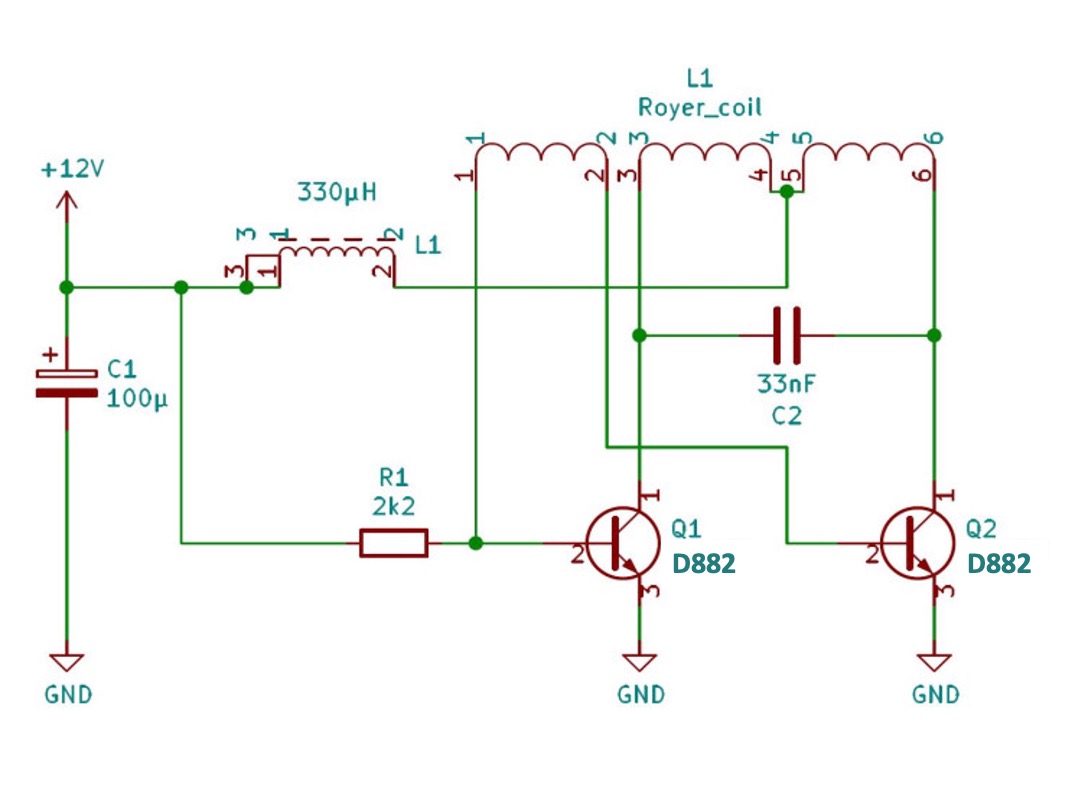 L1
Royer_coil
1 2 3 4 5 6
1 2 3 4 5 6
+12V
330µH
3 1 2
L1
3 1 2
+
C1
100µ
33nF
C2
R1
2k2
1
1
Q1
Q2
2
2
D882
D882
3
3
GND
GND
GND